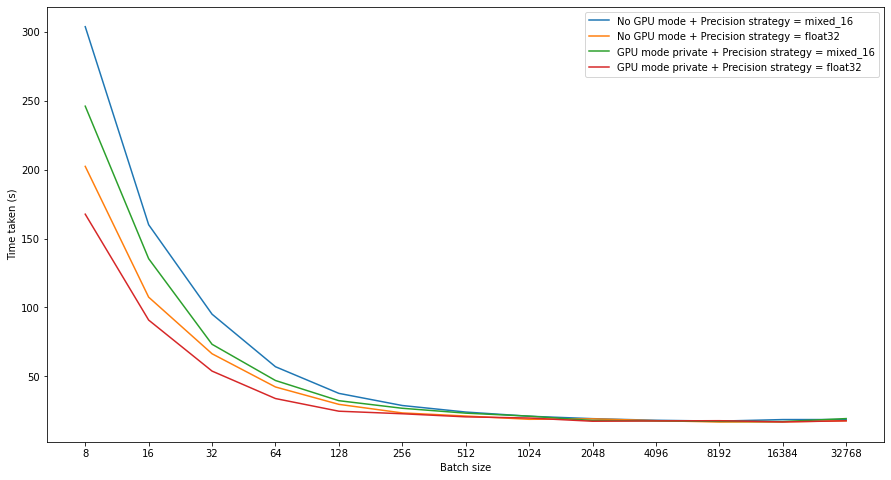 No GPU mode + Precision strategy = mixed_16
No GPU mode + Precision strategy = float32
GPU mode private + Precision strategy = mixed_16
GPU mode private + Precision strategy = float32
300
250
200
150
100
50
Time taken (s)
8 16 32 64 128 256 512 1024 2048 4096 8192 16384 32768
Batch size